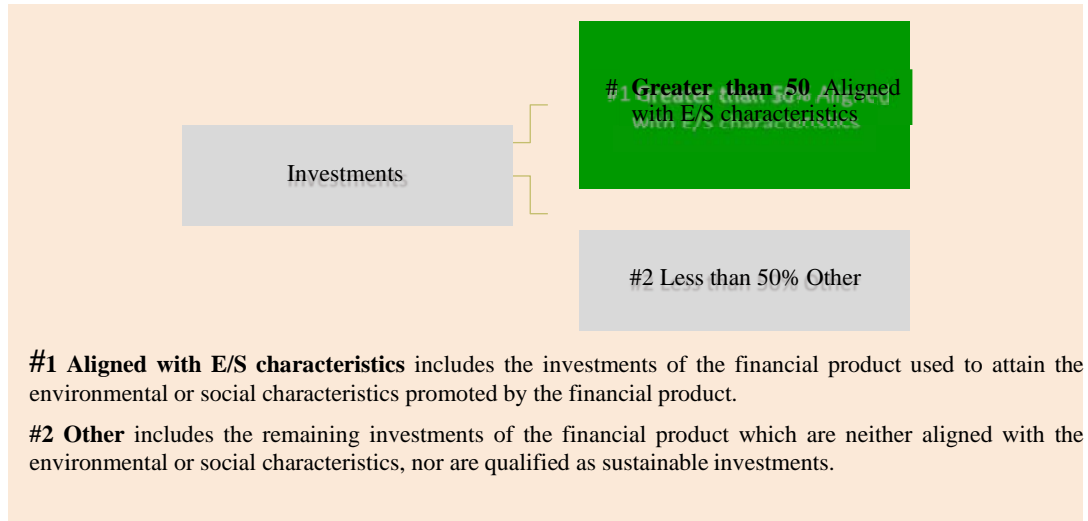 # Greater than 50 Aligned
with E/S characteristics
Investments
#2 Less than 50% Other
#1 Aligned with E/S characteristics includes the investments of the financial product used to attain the
environmental or social characteristics promoted by the financial product.
#2 Other includes the remaining investments of the financial product which are neither aligned with the
environmental or social characteristics, nor are qualified as sustainable investments.